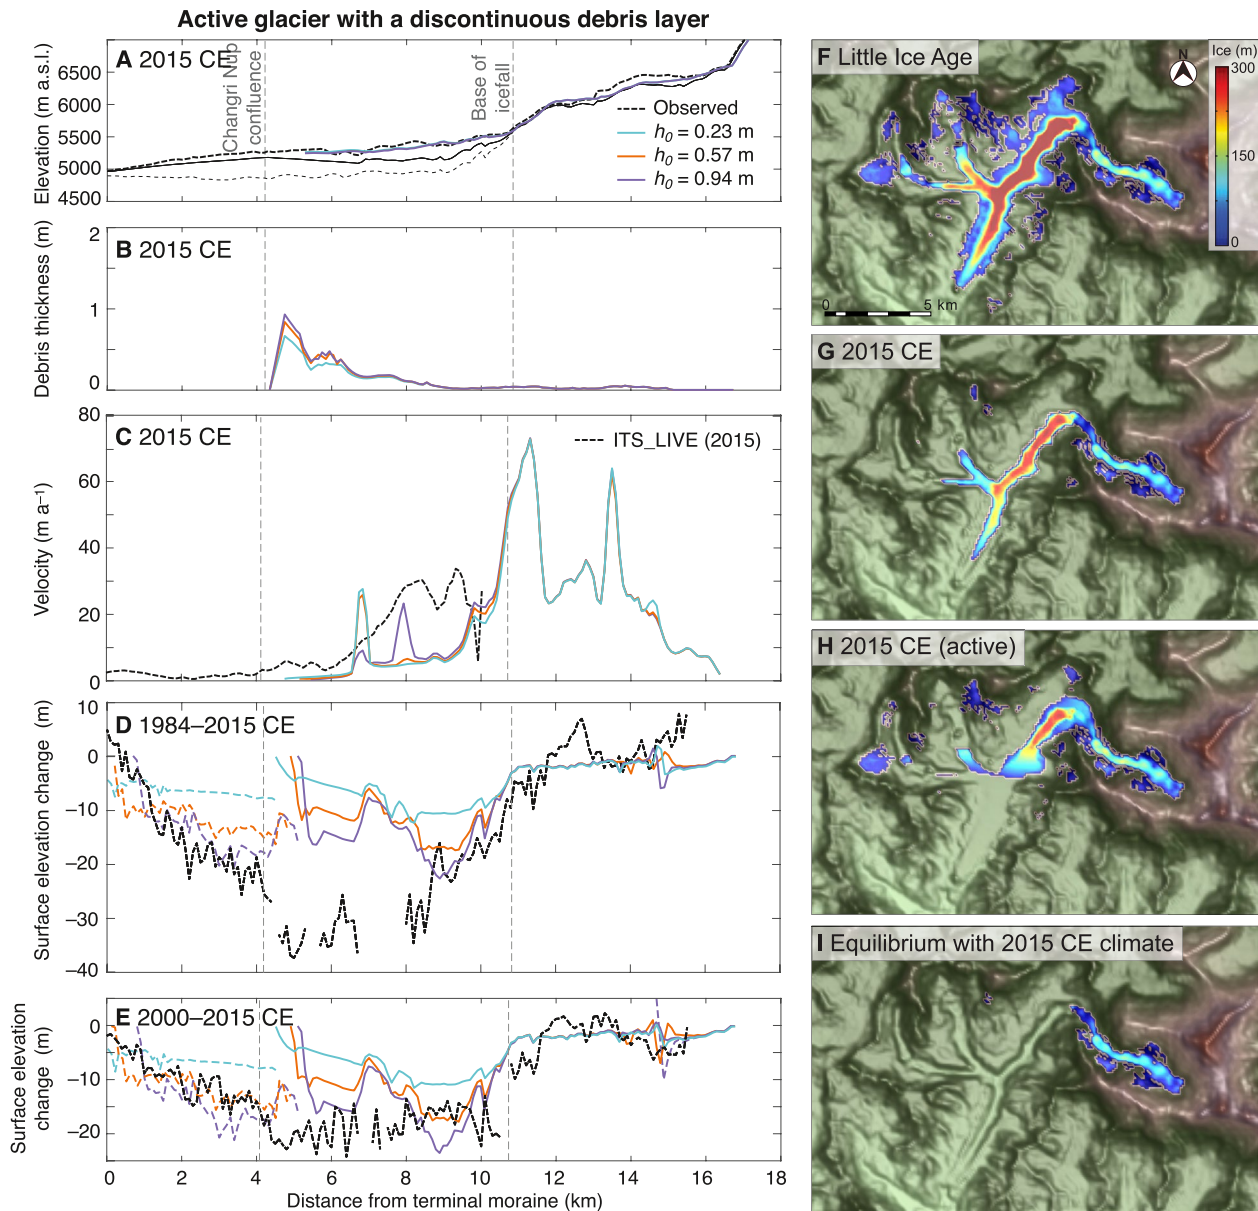 Active glacier with a discontinuous debris layer
A 2015 CE
Changri Nup
confluence
Base of
icefall
Observed
h₀ = 0.23 m
h₀ = 0.57 m
h₀ = 0.94 m
Elevation (m a.s.l.)
6500
6000
5500
5000
4500
B 2015 CE
Debris thickness (m)
2
1
0
C 2015 CE
ITS_LIVE (2015)
Velocity (m a⁻¹)
80
60
40
20
0
D 1984–2015 CE
Surface elevation change (m)
10
0
–10
–20
–30
–40
E 2000–2015 CE
Surface elevation
change (m)
0
–10
–20
0 2 4 6 8 10 12 14 16 18
Distance from terminal moraine (km)
F Little Ice Age
N
Ice (m)
300
150
0
0 5 km
G 2015 CE
H 2015 CE (active)
I Equilibrium with 2015 CE climate